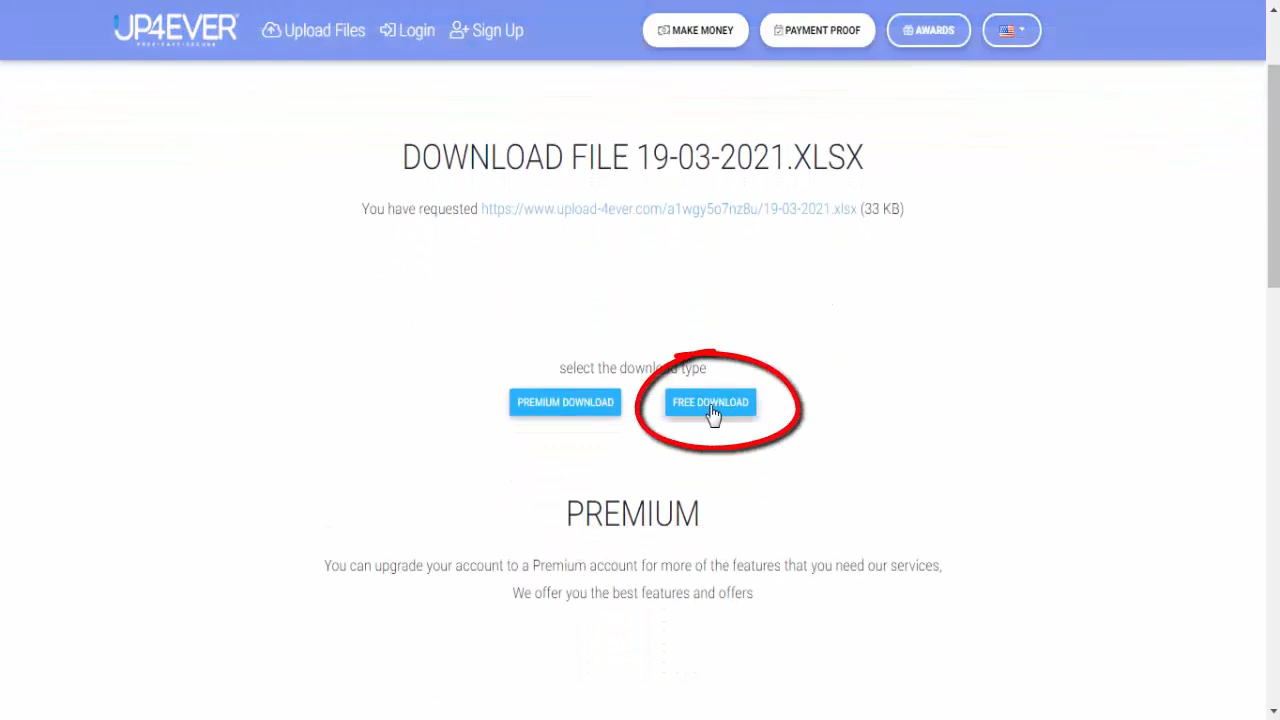 UP4EVER Upload Files Login Sign Up MAKE MONEY PAYMENT PROOF AWARDS
FREE·FAST·SECURE
DOWNLOAD FILE 19-03-2021.XLSX
You have requested https://www.upload-4ever.com/a1wgy5o7nz8u/19-03-2021.xlsx (33 KB)
select the download type
PREMIUM DOWNLOAD FREE DOWNLOAD
PREMIUM
You can upgrade your account to a Premium account for more of the features that you need our services,
We offer you the best features and offers